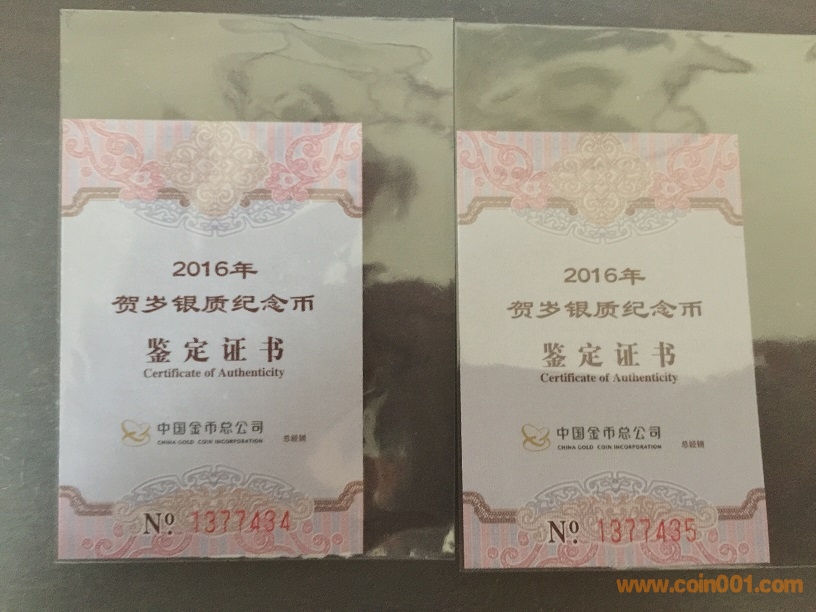 2016年
贺岁银质纪念币
鉴定证书
Certificate of Authenticity
中国金币总公司 总经销
CHINA GOLD COIN INCORPORATION
Nº 1377434
2016年
贺岁银质纪念币
鉴定证书
Certificate of Authenticity
中国金币总公司 总经销
CHINA GOLD COIN INCORPORATION
Nº 1377435
www.coin001.com